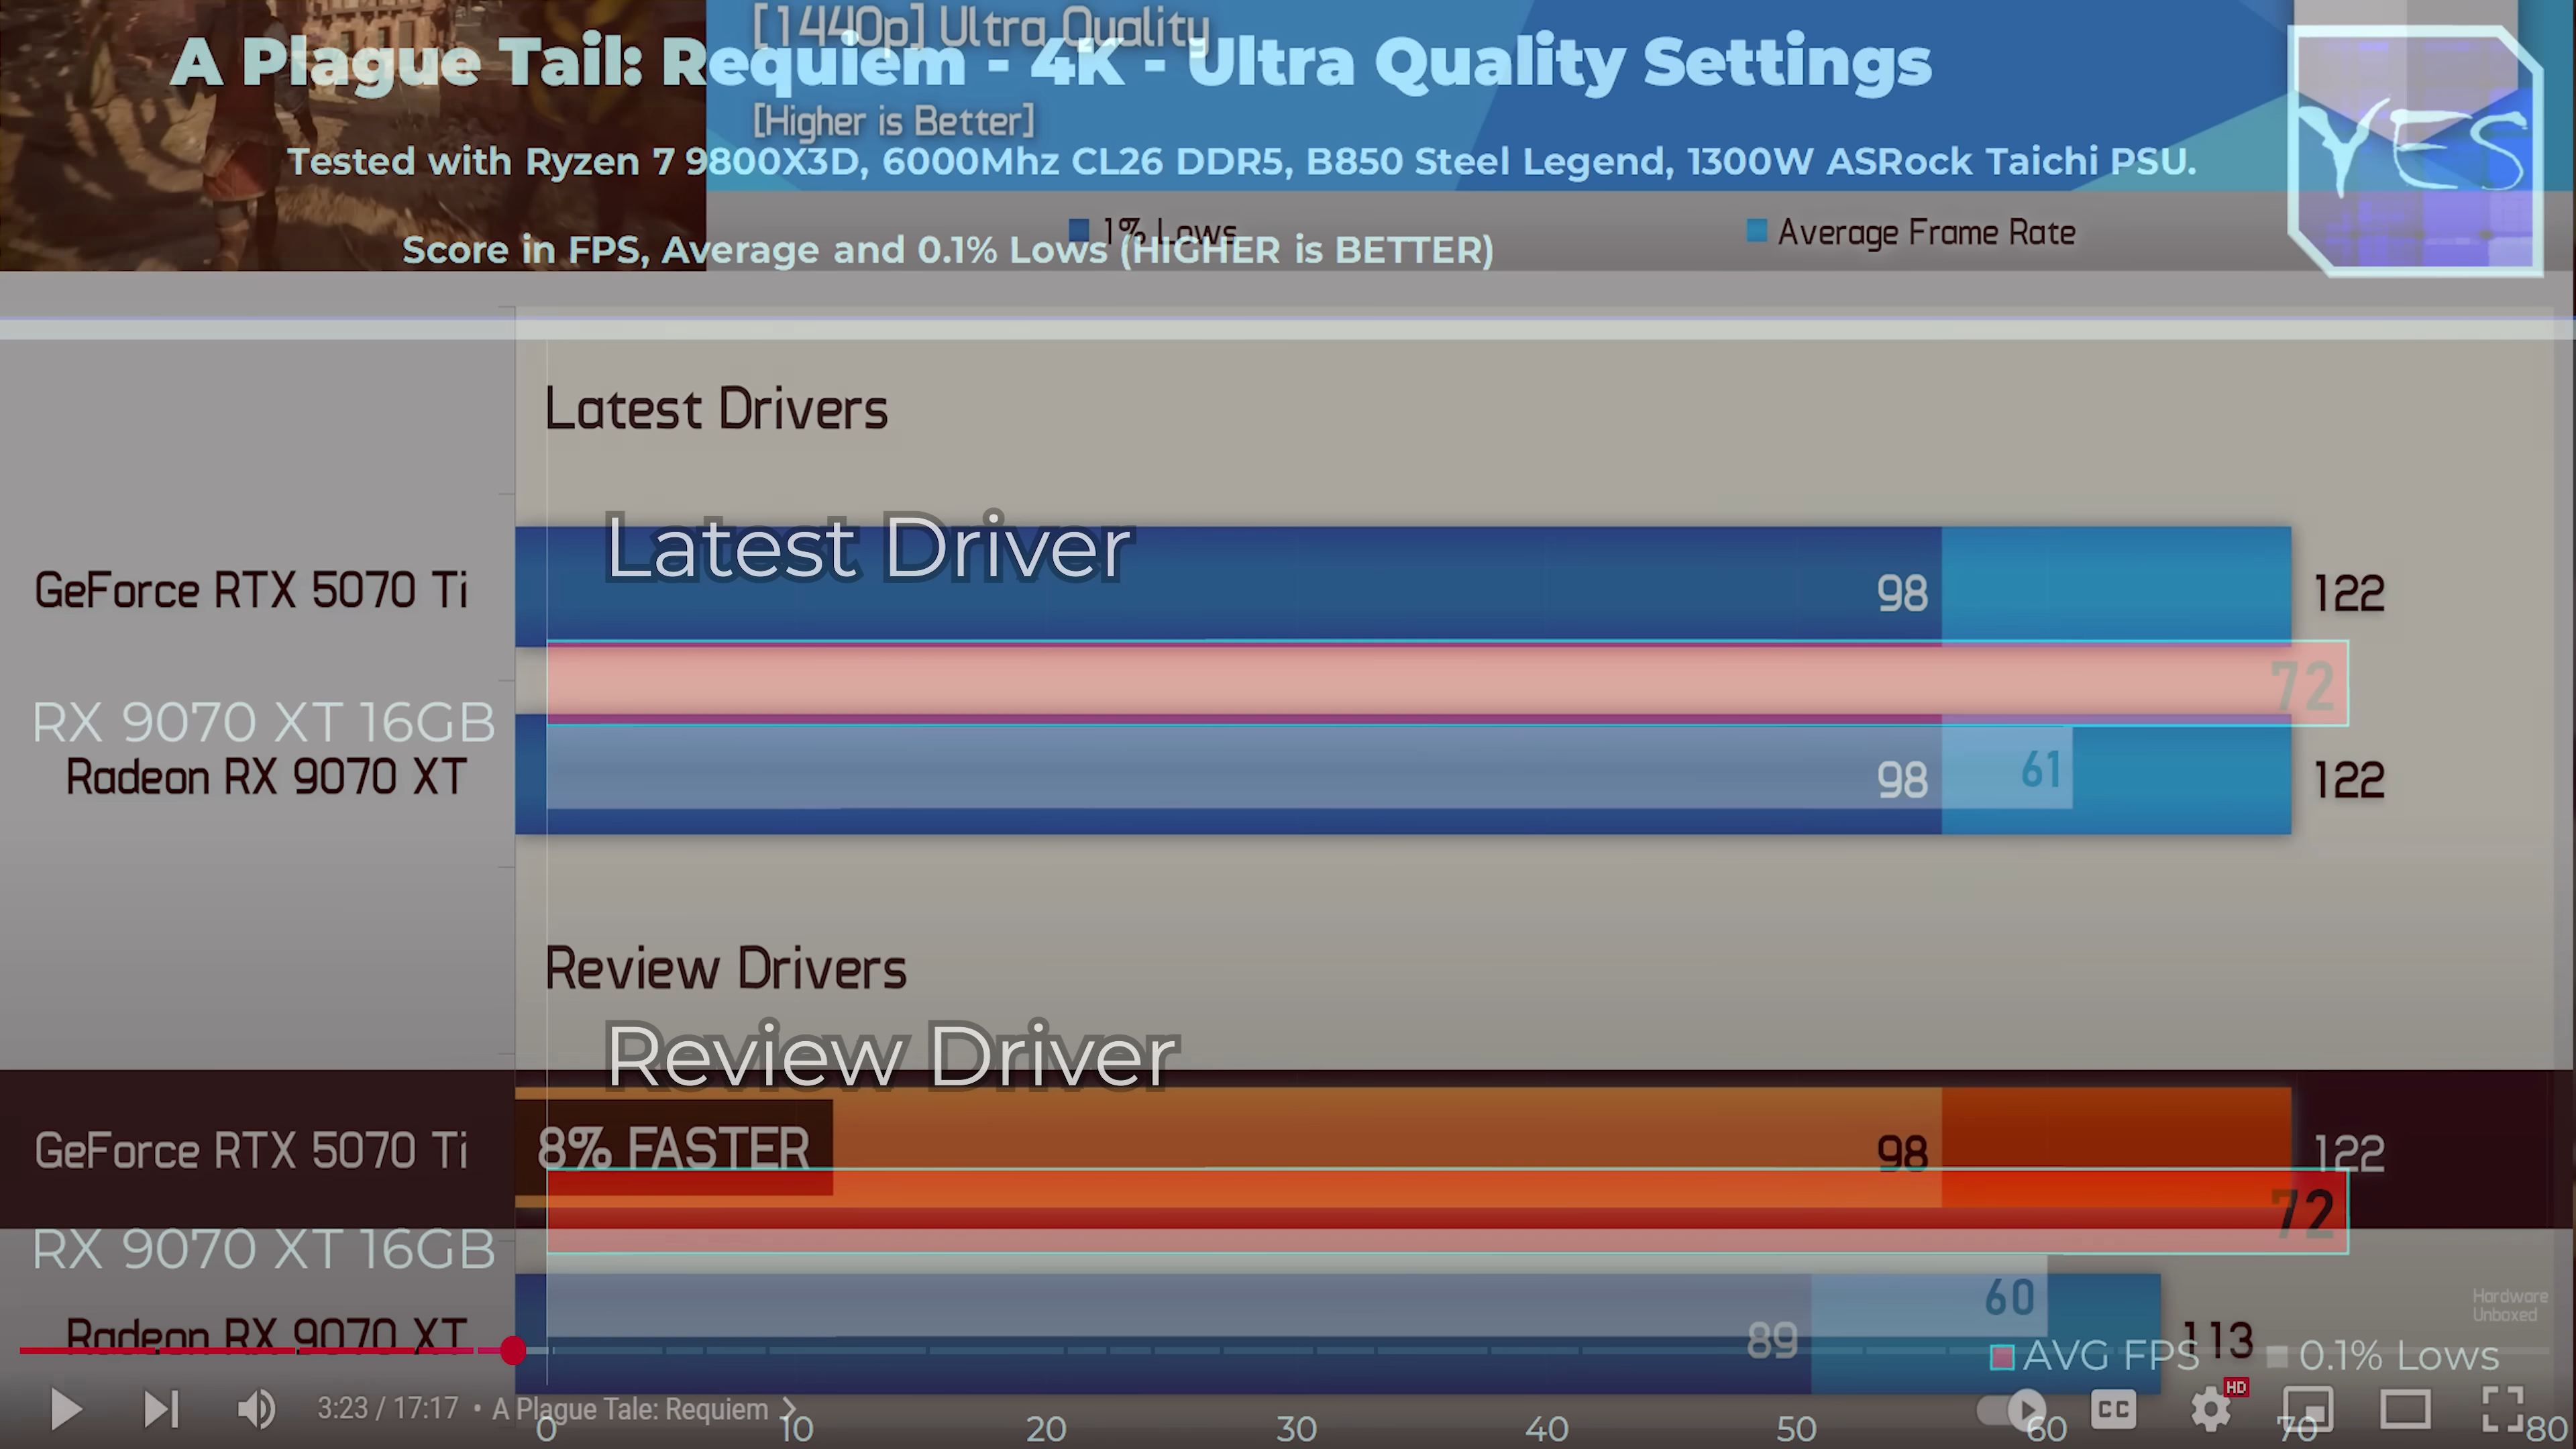 [1440p] Ultra Quality
A Plague Tail: Requiem - 4K - Ultra Quality Settings
[Higher is Better]
Tested with Ryzen 7 9800X3D, 6000Mhz CL26 DDR5, B850 Steel Legend, 1300W ASRock Taichi PSU.
YES
1% Lows
Average Frame Rate
Score in FPS, Average and 0.1% Lows (HIGHER is BETTER)
Latest Drivers
Latest Driver
GeForce RTX 5070 Ti
98
122
72
RX 9070 XT 16GB
Radeon RX 9070 XT
61
98
122
Review Drivers
Review Driver
GeForce RTX 5070 Ti
8% FASTER
98
122
72
RX 9070 XT 16GB
60
Hardware
Unboxed
Radeon RX 9070 XT
89
113
AVG FPS
0.1% Lows
3:23 / 17:17 • A Plague Tale: Requiem
HD
CC
0 10 20 30 40 50 60 70 80